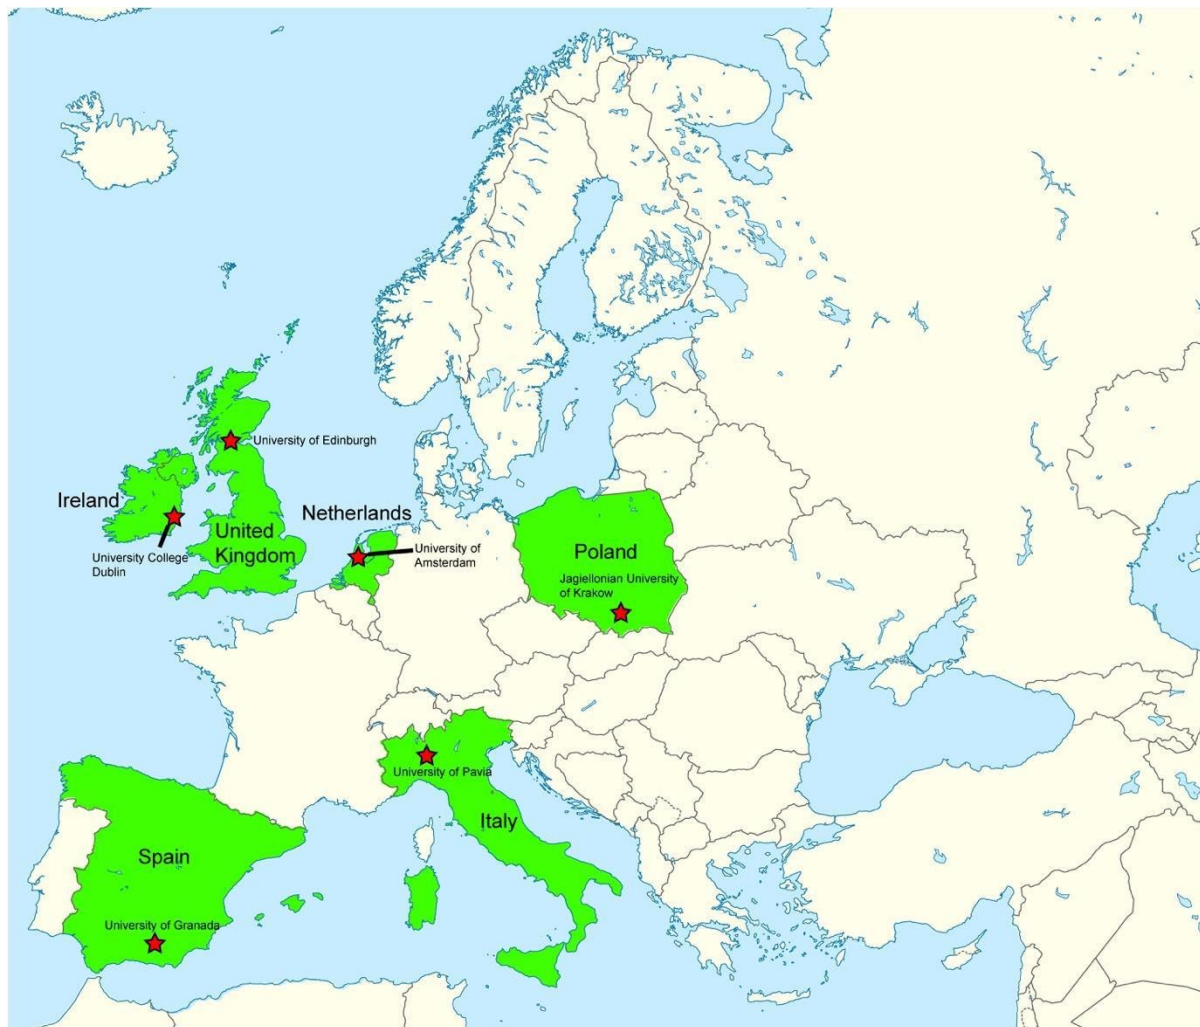 University of Edinburgh
Ireland
Netherlands
United
Kingdom
University College
Dublin
University of
Amsterdam
Poland
Jagiellonian University
of Krakow
University of Pavia
Italy
Spain
University of Granada